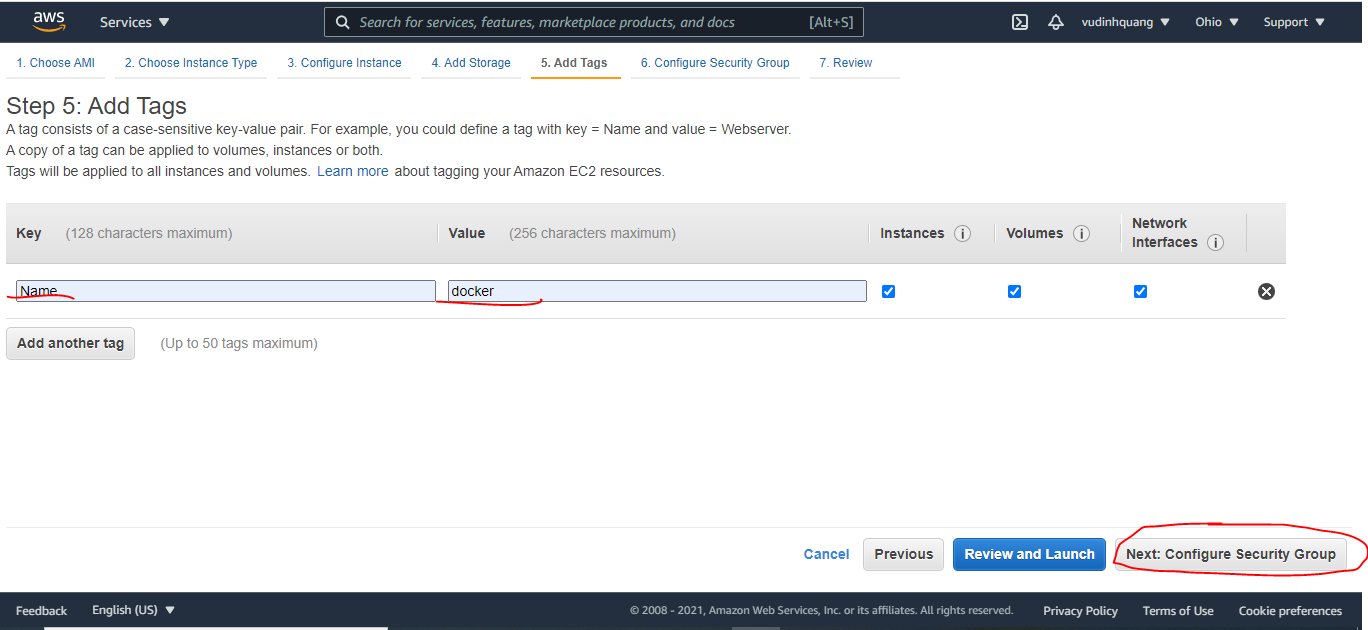 aws Services Search for services, features, marketplace products, and docs [Alt+S] vudinhquang Ohio Support
1. Choose AMI 2. Choose Instance Type 3. Configure Instance 4. Add Storage 5. Add Tags 6. Configure Security Group 7. Review
Step 5: Add Tags
A tag consists of a case-sensitive key-value pair. For example, you could define a tag with key = Name and value = Webserver.
A copy of a tag can be applied to volumes, instances or both.
Tags will be applied to all instances and volumes. Learn more about tagging your Amazon EC2 resources.
Key (128 characters maximum) Value (256 characters maximum) Instances i Volumes i Network
Interfaces i
Name docker
Add another tag (Up to 50 tags maximum)
Cancel Previous Review and Launch Next: Configure Security Group
Feedback English (US) © 2008 - 2021, Amazon Web Services, Inc. or its affiliates. All rights reserved. Privacy Policy Terms of Use Cookie preferences